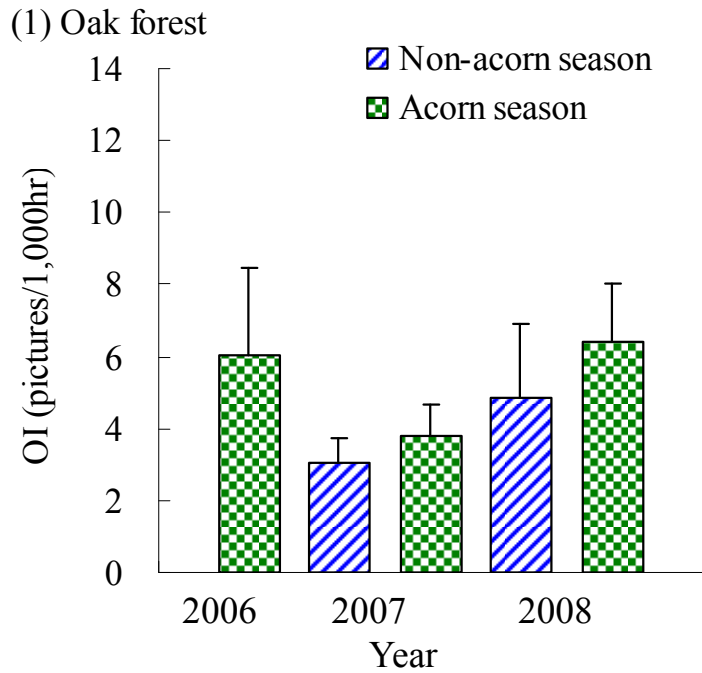 (1) Oak forest
Non-acorn season
Acorn season
14
12
10
8
6
4
2
0
OI (pictures/1,000hr)
2006 2007 2008
Year